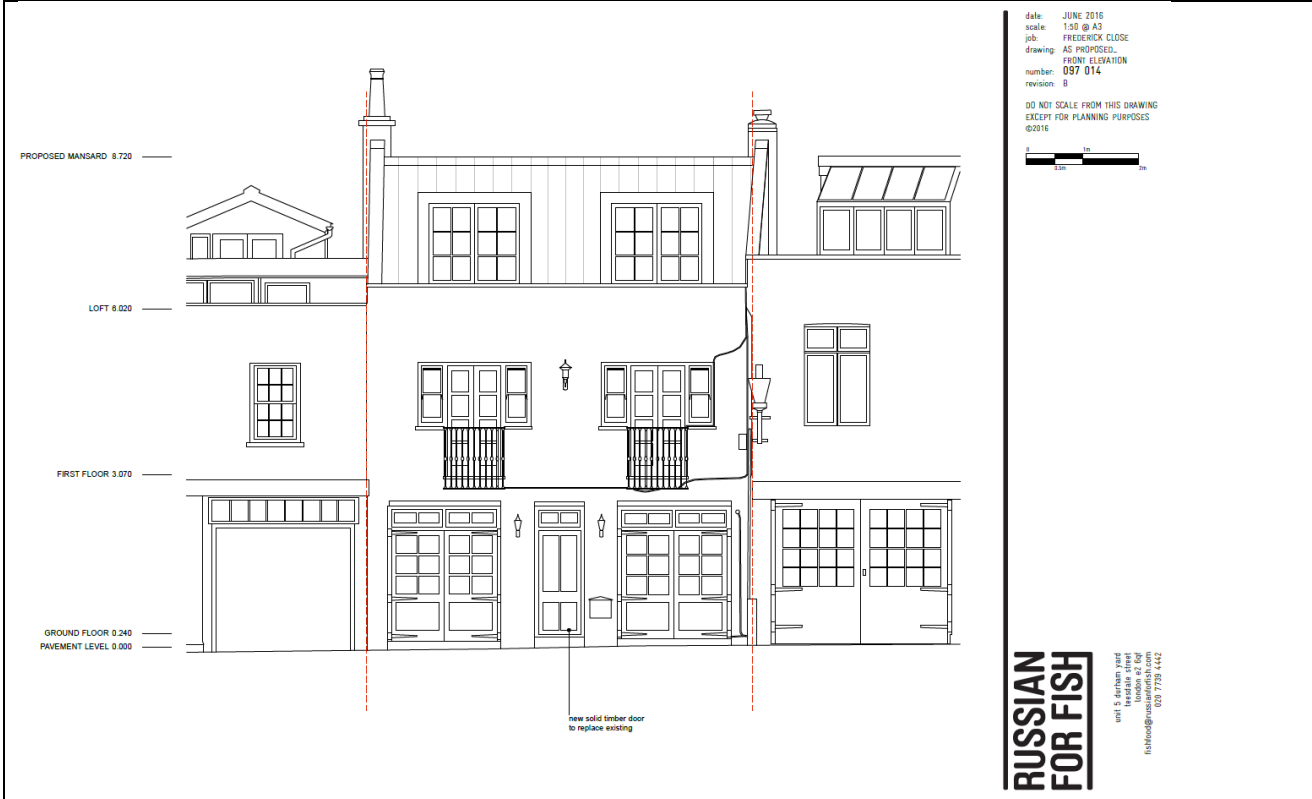 date: JUNE 2016
scale: 1:50 @ A3
job: FREDERICK CLOSE
drawing: AS PROPOSED_
FRONT ELEVATION
number: 097 014
revision: B
DO NOT SCALE FROM THIS DRAWING
EXCEPT FOR PLANNING PURPOSES
©2016
0 1m
0.5m 2m
PROPOSED MANSARD 8.720
LOFT 6.020
FIRST FLOOR 3.070
GROUND FLOOR 0.240
PAVEMENT LEVEL 0.000
new solid timber door
to replace existing
RUSSIAN
FOR FISH
unit 5 durham yard
teesdale street
london e2 6qf
fishfood@russianforfish.com
020 7739 4442